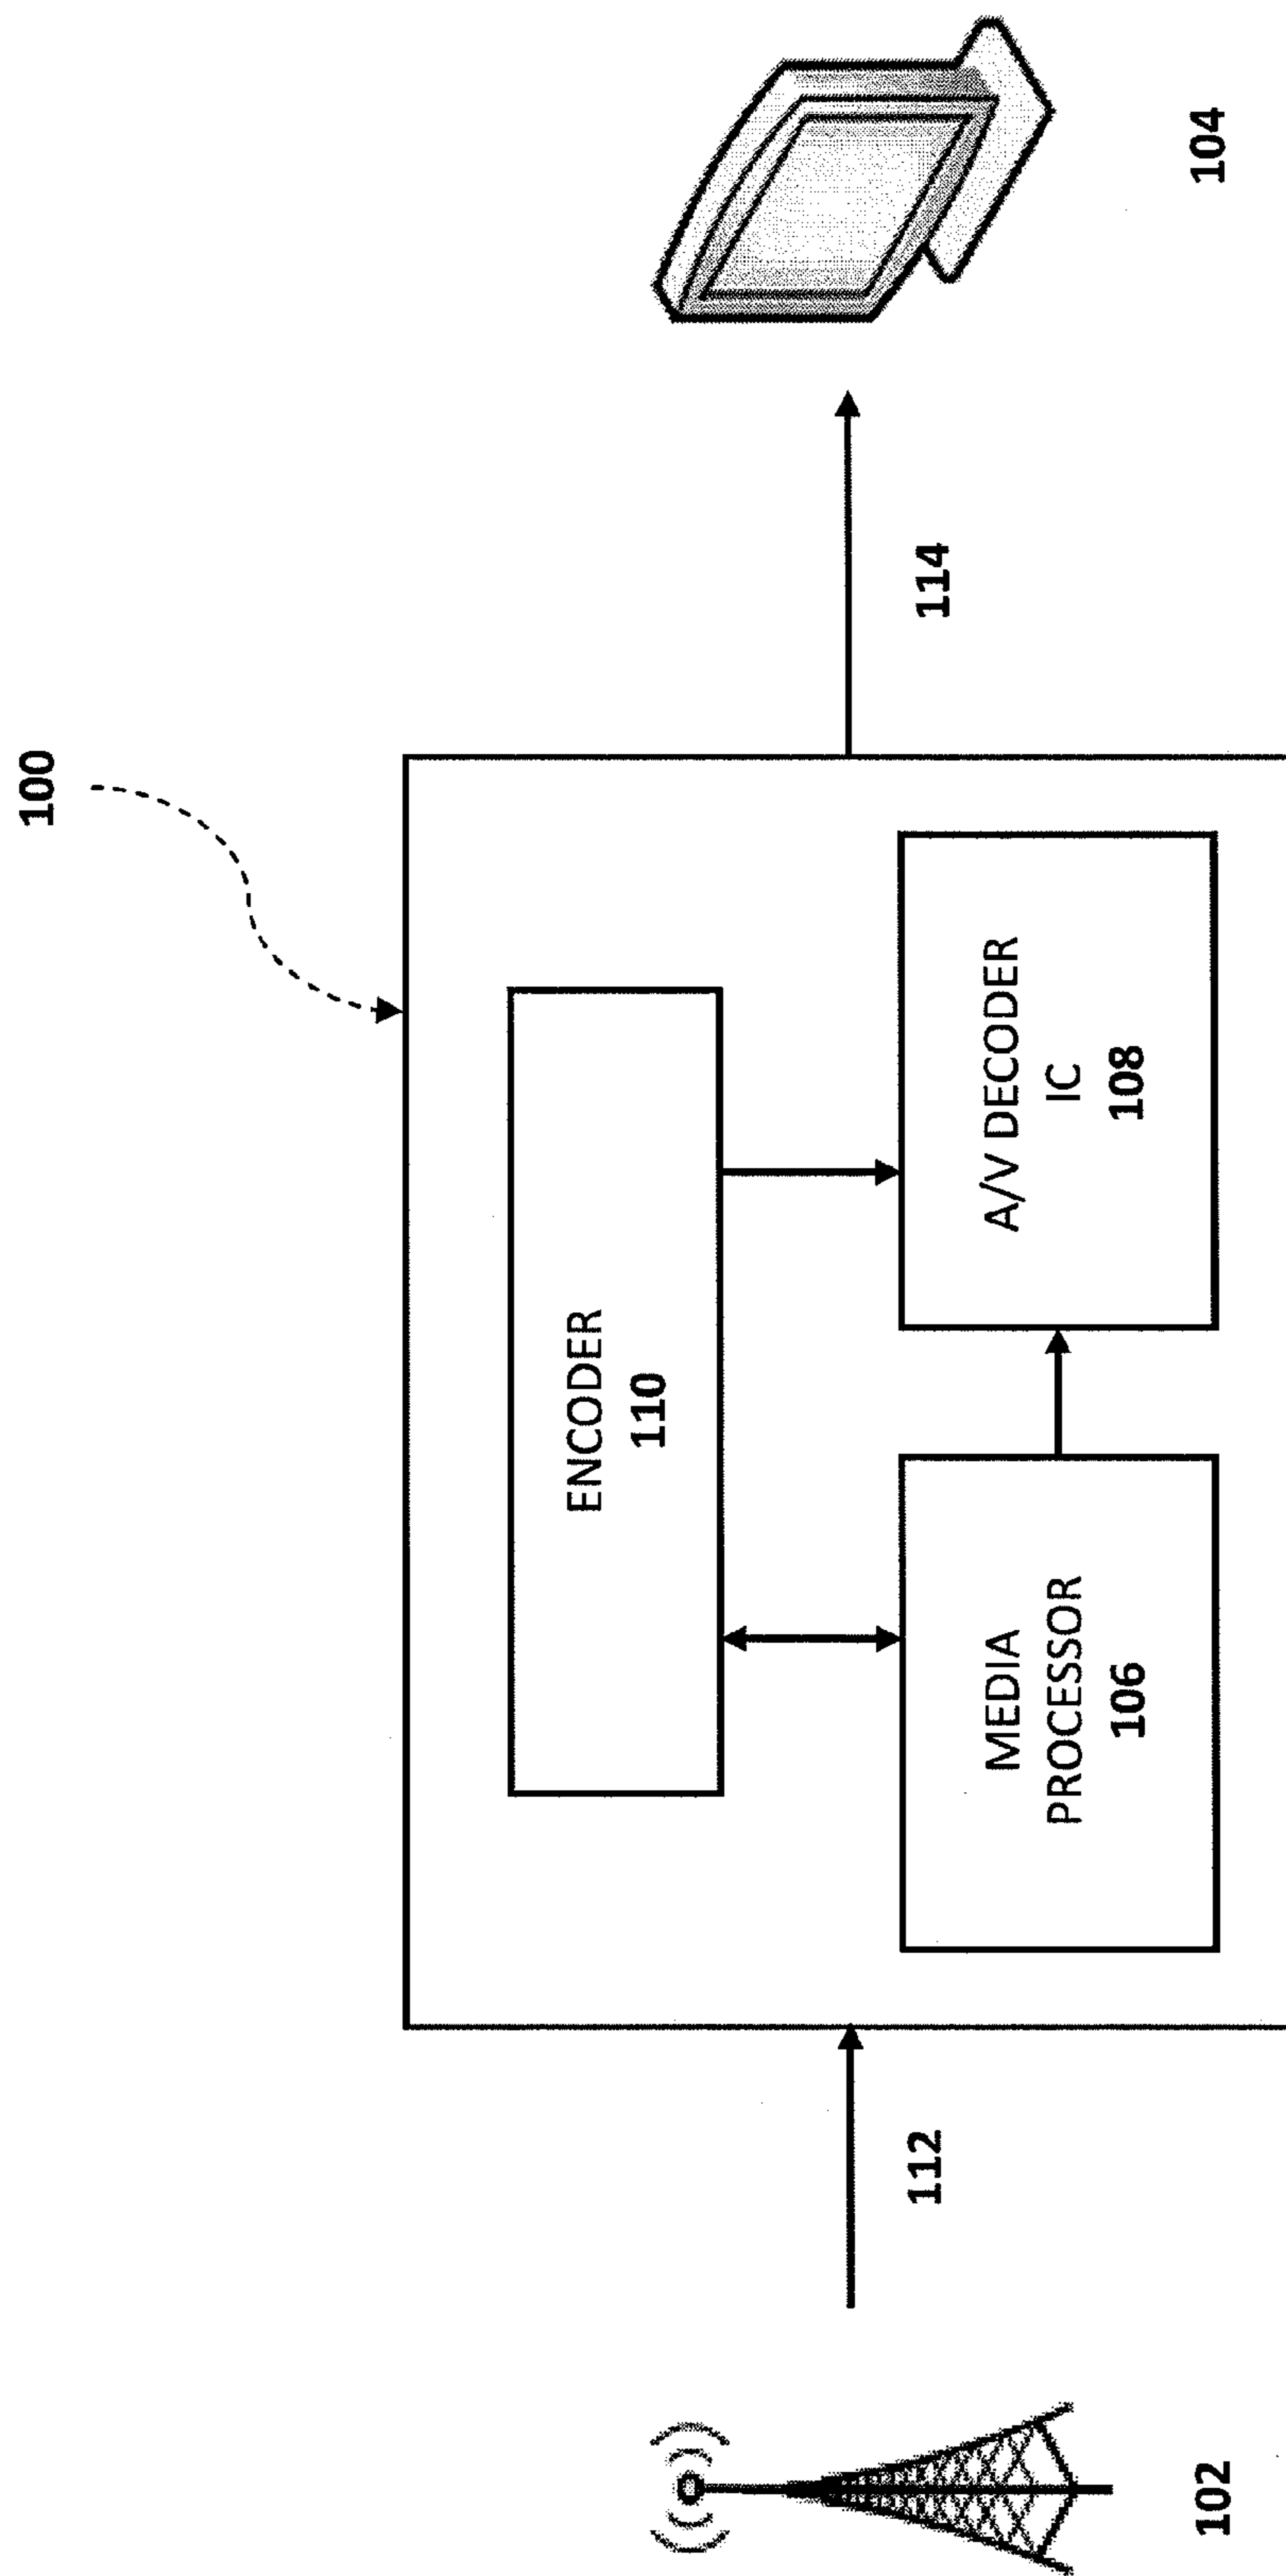 100
ENCODER
110
MEDIA
PROCESSOR
106
A/V DECODER
IC
108
112
114
102
104